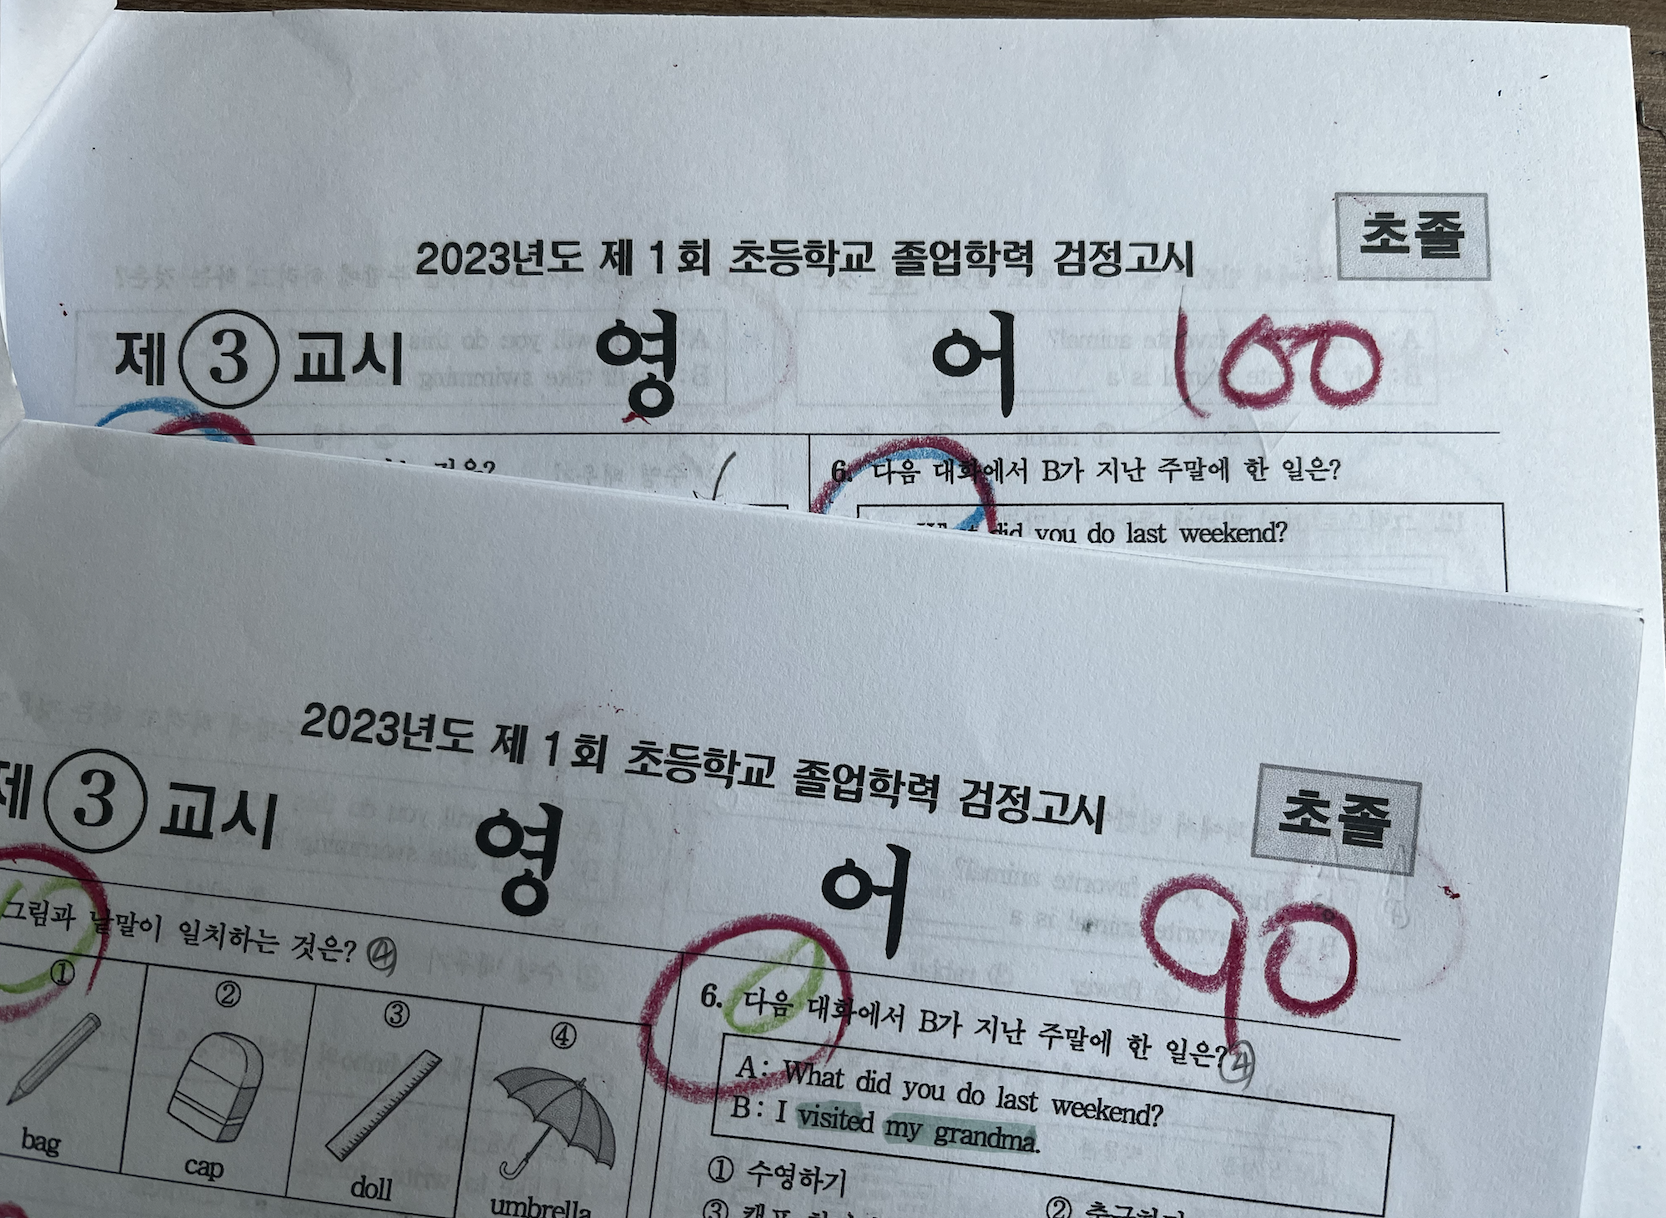 초졸
2023년도 제 1 회 초등학교 졸업학력 검정고시
제 3 교시 영 어 100
것은?
6. 다음 대화에서 B가 지난 주말에 한 일은?
What did you do last weekend?
초졸
2023년도 제 1 회 초등학교 졸업학력 검정고시
제 3 교시 영 어 90
그림과 낱말이 일치하는 것은? ④
① ② ③ ④
bag cap doll umbrella
6. 다음 대화에서 B가 지난 주말에 한 일은? ④
A: What did you do last weekend?
B: I visited my grandma.
① 수영하기
②
③